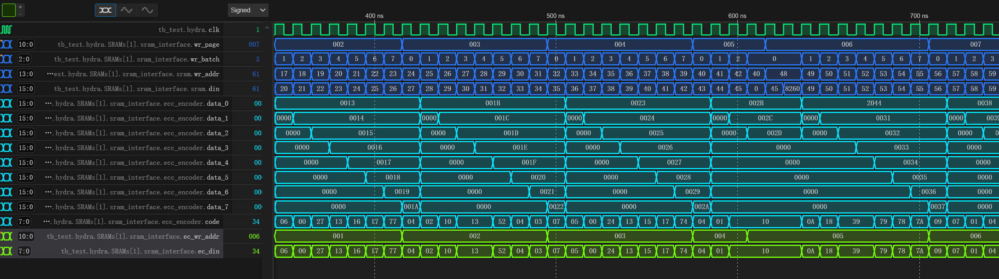 +
-
Signed
400 ns 500 ns 600 ns 700 ns
tb_test.hydra.clk 1
10:0 tb_test.hydra.SRAMs[1].sram_interface.wr_page 007 002 003 004 005 006 007
2:0 tb_test.hydra.SRAMs[1].sram_interface.wr_batch 5 1 2 3 4 5 6 7 0 1 2 3 4 5 6 7 0 1 2 3 4 5 6 7 0 1 2 0 1 2 3 4 5 6 7 0 1 2 3
13:0 …est.hydra.SRAMs[1].sram_interface.sram.wr_addr 61 17 18 19 20 21 22 23 24 25 26 27 28 29 30 31 32 33 34 35 36 37 38 39 40 41 42 40 48 49 50 51 52 53 54 55 56 57 58 59
15:0 tb_test.hydra.SRAMs[1].sram_interface.sram.din 61 20 21 22 23 24 25 26 27 28 29 30 31 32 33 34 35 36 37 38 39 40 41 42 43 44 45 0 45 8260 49 50 51 52 53 54 55 56 57 58 59
15:0 ….hydra.SRAMs[1].sram_interface.ecc_encoder.data_0 00 0013 001B 0023 002B 2044 0038
15:0 ….hydra.SRAMs[1].sram_interface.ecc_encoder.data_1 00 0000 0014 0000 001C 0000 0024 0000 002C 0000 0031 0000 0039
15:0 ….hydra.SRAMs[1].sram_interface.ecc_encoder.data_2 00 0000 0015 0000 001D 0000 0025 0000 002D 0000 0032 0000 0
15:0 ….hydra.SRAMs[1].sram_interface.ecc_encoder.data_3 00 0000 0016 0000 001E 0000 0026 0000 0033 0000
15:0 ….hydra.SRAMs[1].sram_interface.ecc_encoder.data_4 00 0000 0017 0000 001F 0000 0027 0000 0034 0000
15:0 ….hydra.SRAMs[1].sram_interface.ecc_encoder.data_5 00 0000 0018 0000 0020 0000 0028 0000 0035 0000
15:0 ….hydra.SRAMs[1].sram_interface.ecc_encoder.data_6 00 0000 0019 0000 0021 0000 0029 0000 0036 0000
15:0 ….hydra.SRAMs[1].sram_interface.ecc_encoder.data_7 00 0000 001A 0000 0022 0000 002A 0000 0037 0000
7:0 ….hydra.SRAMs[1].sram_interface.ecc_encoder.code 34 06 00 27 13 16 17 77 04 02 10 13 52 04 03 07 05 00 24 13 15 17 74 04 01 10 0A 18 39 79 78 7A 09 07 01 04
10:0 tb_test.hydra.SRAMs[1].sram_interface.ec_wr_addr 006 001 002 003 004 005 006
7:0 tb_test.hydra.SRAMs[1].sram_interface.ec_din 34 06 00 27 13 16 17 77 04 02 10 13 52 04 03 07 05 00 24 13 15 17 74 04 01 10 0A 18 39 79 78 7A 09 07 01 04